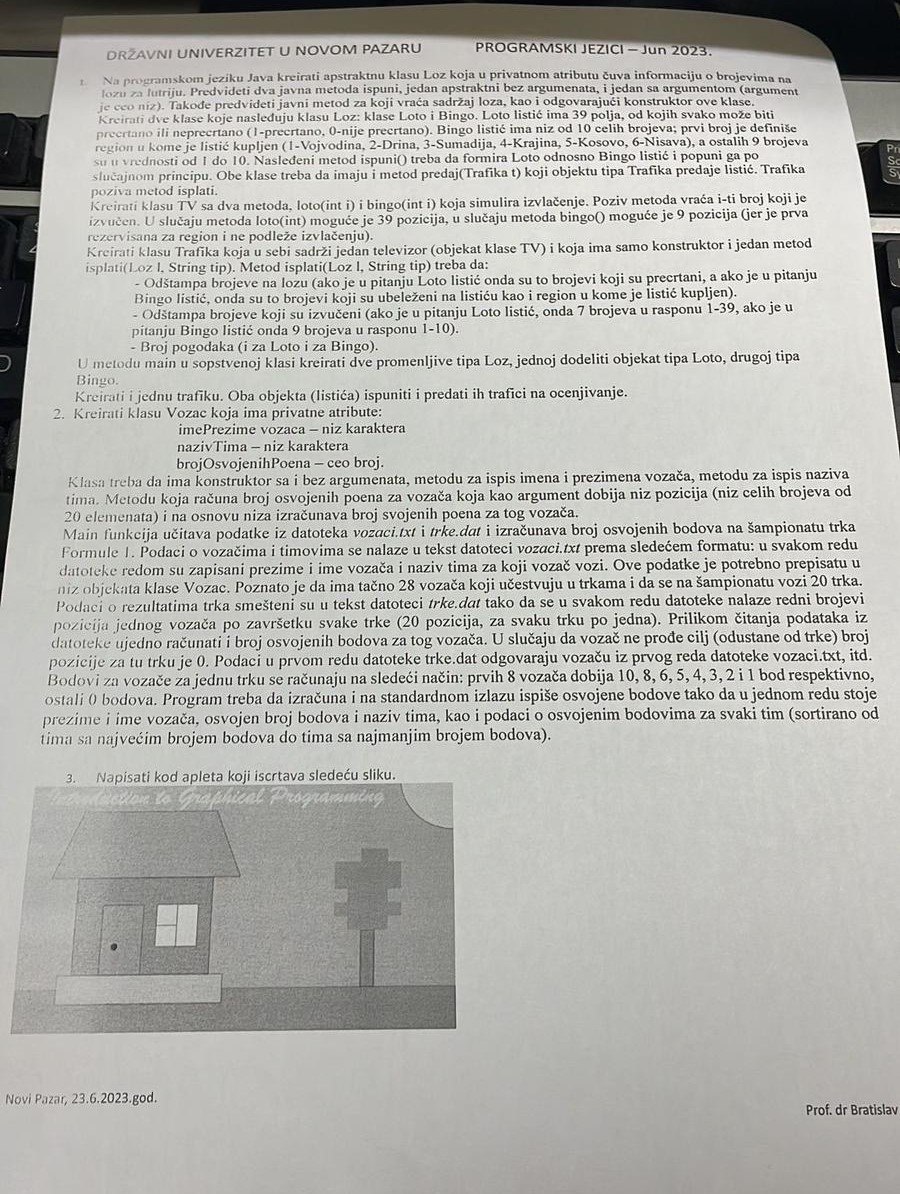 DRŽAVNI UNIVERZITET U NOVOM PAZARU PROGRAMSKI JEZICI – Jun 2023.
1. Na programskom jeziku Java kreirati apstraktnu klasu Loz koja u privatnom atributu čuva informaciju o brojevima na
lozu za lutriju. Predvideti dva javna metoda ispuni, jedan apstraktni bez argumenata, i jedan sa argumentom (argument
je ceo niz). Takođe predvideti javni metod za koji vraća sadržaj loza, kao i odgovarajući konstruktor ove klase.
Kreirati dve klase koje nasleđuju klasu Loz: klase Loto i Bingo. Loto listić ima 39 polja, od kojih svako može biti
precrtano ili neprecrtano (1-precrtano, 0-nije precrtano). Bingo listić ima niz od 10 celih brojeva; prvi broj je definiše
region u kome je listić kupljen (1-Vojvodina, 2-Drina, 3-Sumadija, 4-Krajina, 5-Kosovo, 6-Nisava), a ostalih 9 brojeva
su u vrednosti od 1 do 10. Nasleđeni metod ispuni() treba da formira Loto odnosno Bingo listić i popuni ga po
slučajnom principu. Obe klase treba da imaju i metod predaj(Trafika t) koji objektu tipa Trafika predaje listić. Trafika
poziva metod isplati.
Kreirati klasu TV sa dva metoda, loto(int i) i bingo(int i) koja simulira izvlačenje. Poziv metoda vraća i-ti broj koji je
izvučen. U slučaju metoda loto(int) moguće je 39 pozicija, u slučaju metoda bingo() moguće je 9 pozicija (jer je prva
rezervisana za region i ne podleže izvlačenju).
Kreirati klasu Trafika koja u sebi sadrži jedan televizor (objekat klase TV) i koja ima samo konstruktor i jedan metod
isplati(Loz l, String tip). Metod isplati(Loz l, String tip) treba da:
- Odštampa brojeve na lozu (ako je u pitanju Loto listić onda su to brojevi koji su precrtani, a ako je u pitanju
Bingo listić, onda su to brojevi koji su ubeleženi na listiću kao i region u kome je listić kupljen).
- Odštampa brojeve koji su izvučeni (ako je u pitanju Loto listić, onda 7 brojeva u rasponu 1-39, ako je u
pitanju Bingo listić onda 9 brojeva u rasponu 1-10).
- Broj pogodaka (i za Loto i za Bingo).
U metodu main u sopstvenoj klasi kreirati dve promenljive tipa Loz, jednoj dodeliti objekat tipa Loto, drugoj tipa
Bingo.
Kreirati i jednu trafiku. Oba objekta (listića) ispuniti i predati ih trafici na ocenjivanje.
2. Kreirati klasu Vozac koja ima privatne atribute:
imePrezime vozaca – niz karaktera
nazivTima – niz karaktera
brojOsvojenihPoena – ceo broj.
Klasa treba da ima konstruktor sa i bez argumenata, metodu za ispis imena i prezimena vozača, metodu za ispis naziva
tima. Metodu koja računa broj osvojenih poena za vozača koja kao argument dobija niz pozicija (niz celih brojeva od
20 elemenata) i na osnovu niza izračunava broj svojenih poena za tog vozača.
Main funkcija učitava podatke iz datoteka vozaci.txt i trke.dat i izračunava broj osvojenih bodova na šampionatu trka
Formule 1. Podaci o vozačima i timovima se nalaze u tekst datoteci vozaci.txt prema sledećem formatu: u svakom redu
datoteke redom su zapisani prezime i ime vozača i naziv tima za koji vozač vozi. Ove podatke je potrebno prepisatu u
niz objekata klase Vozac. Poznato je da ima tačno 28 vozača koji učestvuju u trkama i da se na šampionatu vozi 20 trka.
Podaci o rezultatima trka smešteni su u tekst datoteci trke.dat tako da se u svakom redu datoteke nalaze redni brojevi
pozicija jednog vozača po završetku svake trke (20 pozicija, za svaku trku po jedna). Prilikom čitanja podataka iz
datoteke ujedno računati i broj osvojenih bodova za tog vozača. U slučaju da vozač ne prođe cilj (odustane od trke) broj
pozicije za tu trku je 0. Podaci u prvom redu datoteke trke.dat odgovaraju vozaču iz prvog reda datoteke vozaci.txt, itd.
Bodovi za vozače za jednu trku se računaju na sledeći način: prvih 8 vozača dobija 10, 8, 6, 5, 4, 3, 2 i 1 bod respektivno,
ostali 0 bodova. Program treba da izračuna i na standardnom izlazu ispiše osvojene bodove tako da u jednom redu stoje
prezime i ime vozača, osvojen broj bodova i naziv tima, kao i podaci o osvojenim bodovima za svaki tim (sortirano od
tima sa najvećim brojem bodova do tima sa najmanjim brojem bodova).
3. Napisati kod apleta koji iscrtava sledeću sliku.
Introduction to Graphical Programming
Novi Pazar, 23.6.2023.god.
Prof. dr Bratislav